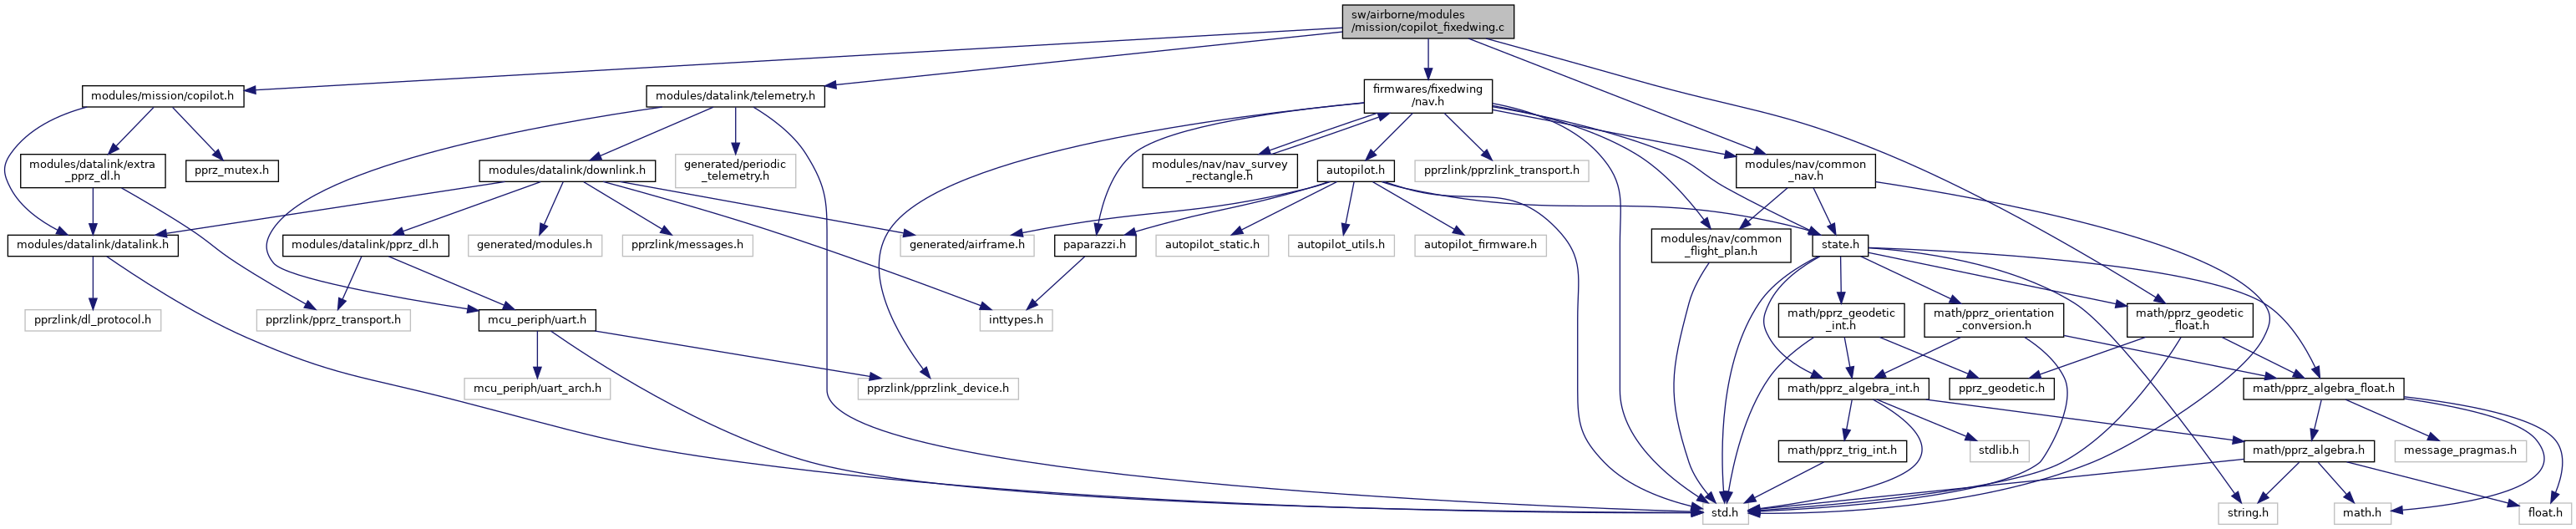 sw/airborne/modules
/mission/copilot_fixedwing.c
modules/mission/copilot.h
modules/datalink/telemetry.h
firmwares/fixedwing
/nav.h
modules/datalink/extra
_pprz_dl.h
pprz_mutex.h
modules/datalink/downlink.h
generated/periodic
_telemetry.h
modules/nav/nav_survey
_rectangle.h
autopilot.h
pprzlink/pprzlink_transport.h
modules/nav/common
_nav.h
modules/datalink/datalink.h
modules/datalink/pprz_dl.h
generated/modules.h
pprzlink/messages.h
generated/airframe.h
paparazzi.h
autopilot_static.h
autopilot_utils.h
autopilot_firmware.h
modules/nav/common
_flight_plan.h
state.h
pprzlink/dl_protocol.h
pprzlink/pprz_transport.h
mcu_periph/uart.h
inttypes.h
math/pprz_geodetic
_int.h
math/pprz_orientation
_conversion.h
math/pprz_geodetic
_float.h
mcu_periph/uart_arch.h
pprzlink/pprzlink_device.h
math/pprz_algebra_int.h
pprz_geodetic.h
math/pprz_algebra_float.h
math/pprz_trig_int.h
stdlib.h
math/pprz_algebra.h
message_pragmas.h
std.h
string.h
math.h
float.h